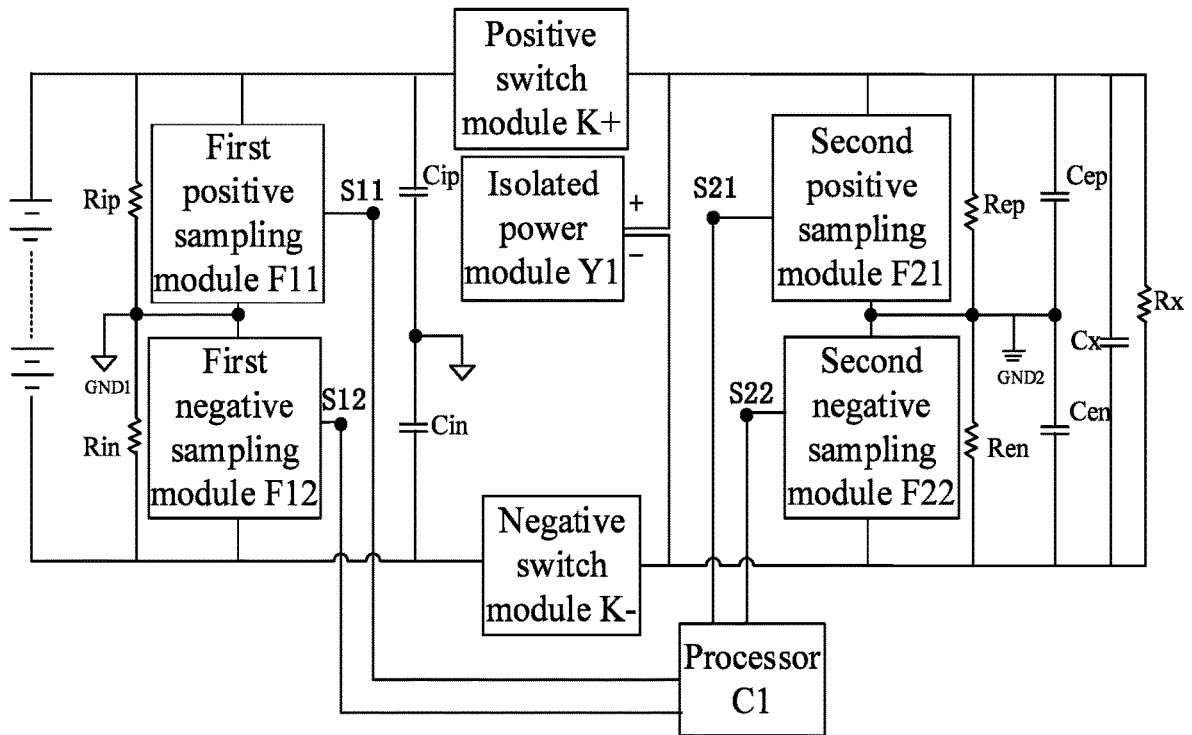 Positive
switch
module K+
First
positive
sampling
module F11
S11
Rip
Cip
Isolated
power
module Y1
+
−
S21
Second
positive
sampling
module F21
Rep
Cep
Rx
Cx
GND1
First
negative
sampling
module F12
S12
Rin
Cin
S22
Second
negative
sampling
module F22
GND2
Ren
Cen
Negative
switch
module K-
Processor
C1